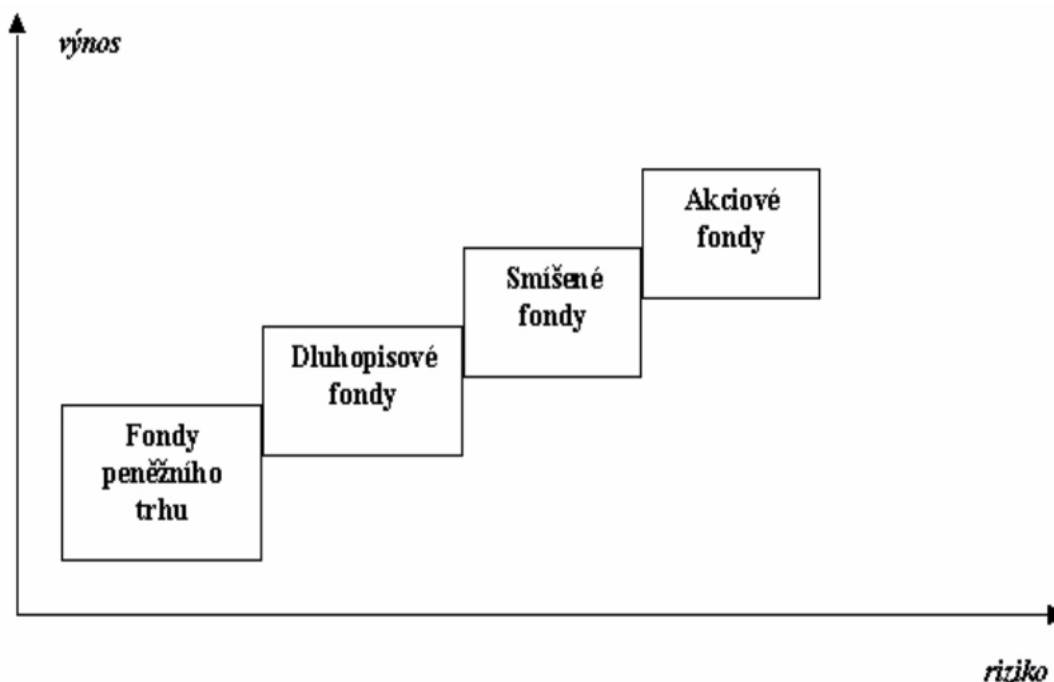 výnos
Akciové
fondy
Smíšené
fondy
Dluhopisové
fondy
Fondy
peněžního
trhu
riziko